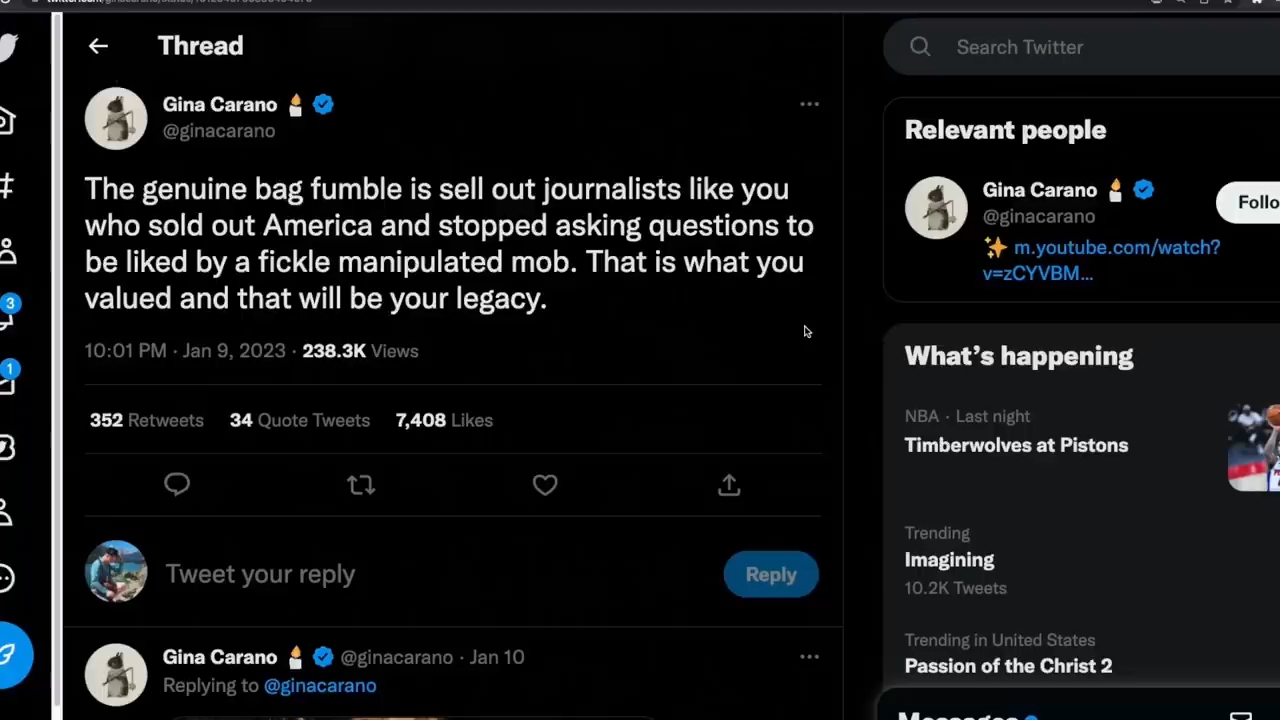 Thread
Search Twitter
Gina Carano
@ginacarano
The genuine bag fumble is sell out journalists like you
who sold out America and stopped asking questions to
be liked by a fickle manipulated mob. That is what you
valued and that will be your legacy.
10:01 PM · Jan 9, 2023 · 238.3K Views
352 Retweets 34 Quote Tweets 7,408 Likes
Tweet your reply
Reply
Gina Carano @ginacarano · Jan 10
Replying to @ginacarano
Relevant people
Gina Carano
@ginacarano
Follo
m.youtube.com/watch?
v=zCYVBM...
What's happening
NBA · Last night
Timberwolves at Pistons
Trending
Imagining
10.2K Tweets
Trending in United States
Passion of the Christ 2
Messages
3
1